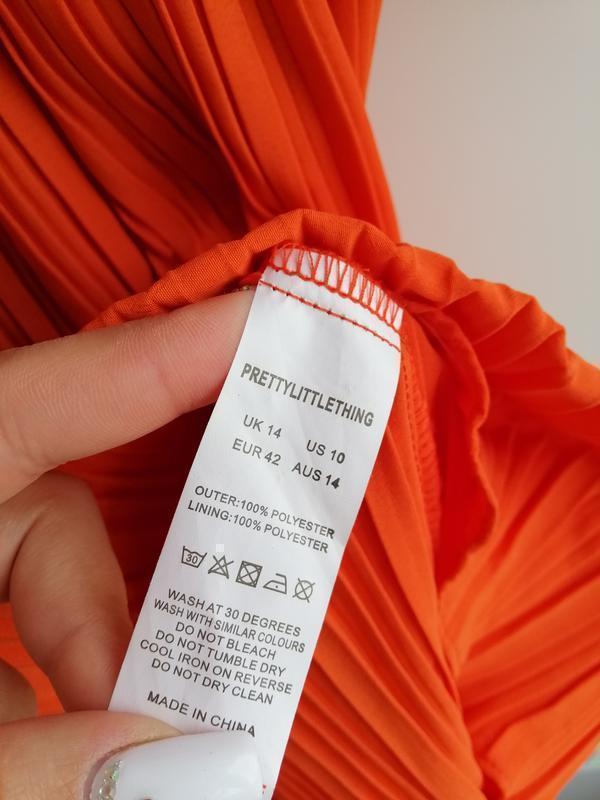 PRETTYLITTLETHING
UK 14 US 10
EUR 42 AUS 14
OUTER:100% POLYESTER
LINING:100% POLYESTER
30
WASH AT 30 DEGREES
WASH WITH SIMILAR COLOURS
DO NOT BLEACH
DO NOT TUMBLE DRY
COOL IRON ON REVERSE
DO NOT DRY CLEAN
MADE IN CHINA